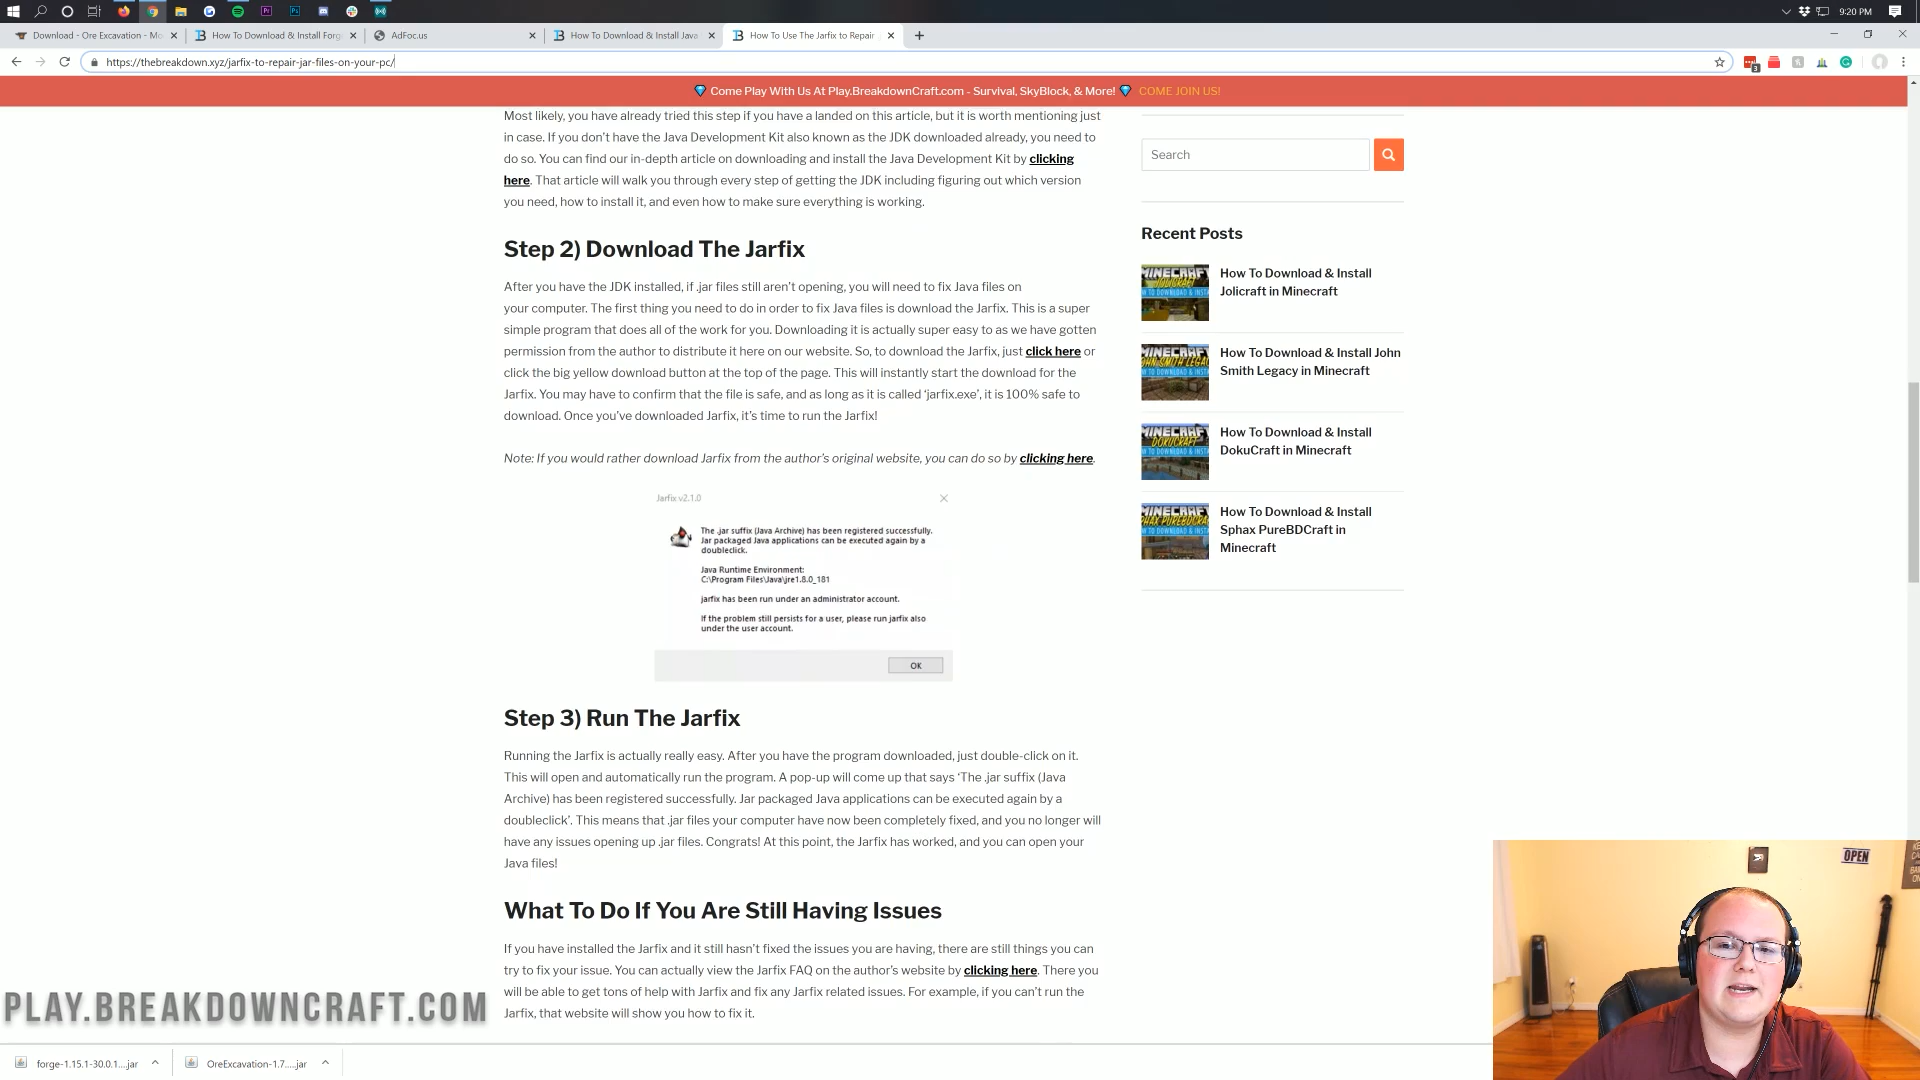 9:20 PM
Download - Ore Excavation - Mo
How To Download & Install Forg
AdFoc.us
How To Download & Install Java
How To Use The Jarfix to Repair
https://thebreakdown.xyz/jarfix-to-repair-jar-files-on-your-pc/
3
Come Play With Us At Play.BreakdownCraft.com - Survival, SkyBlock, & More! COME JOIN US!
Most likely, you have already tried this step if you have a landed on this article, but it is worth mentioning just
in case. If you don't have the Java Development Kit also known as the JDK downloaded already, you need to
do so. You can find our in-depth article on downloading and install the Java Development Kit by clicking
here. That article will walk you through every step of getting the JDK including figuring out which version
you need, how to install it, and even how to make sure everything is working.
Step 2) Download The Jarfix
After you have the JDK installed, if .jar files still aren't opening, you will need to fix Java files on
your computer. The first thing you need to do in order to fix Java files is download the Jarfix. This is a super
simple program that does all of the work for you. Downloading it is actually super easy to as we have gotten
permission from the author to distribute it here on our website. So, to download the Jarfix, just click here or
click the big yellow download button at the top of the page. This will instantly start the download for the
Jarfix. You may have to confirm that the file is safe, and as long as it is called 'jarfix.exe', it is 100% safe to
download. Once you've downloaded Jarfix, it's time to run the Jarfix!
Note: If you would rather download Jarfix from the author's original website, you can do so by clicking here.
Jarfix v2.1.0
The .jar suffix (Java Archive) has been registered successfully.
Jar packaged Java applications can be executed again by a
doubleclick.
Java Runtime Environment:
C:\Program Files\Java\jre1.8.0_181
jarfix has been run under an administrator account.
If the problem still persists for a user, please run jarfix also
under the user account.
OK
Step 3) Run The Jarfix
Running the Jarfix is actually really easy. After you have the program downloaded, just double-click on it.
This will open and automatically run the program. A pop-up will come up that says 'The .jar suffix (Java
Archive) has been registered successfully. Jar packaged Java applications can be executed again by a
doubleclick'. This means that .jar files your computer have now been completely fixed, and you no longer will
have any issues opening up .jar files. Congrats! At this point, the Jarfix has worked, and you can open your
Java files!
What To Do If You Are Still Having Issues
If you have installed the Jarfix and it still hasn't fixed the issues you are having, there are still things you can
try to fix your issue. You can actually view the Jarfix FAQ on the author's website by clicking here. There you
will be able to get tons of help with Jarfix and fix any Jarfix related issues. For example, if you can't run the
Jarfix, that website will show you how to fix it.
Search
Recent Posts
How To Download & Install
Jolicraft in Minecraft
How To Download & Install John
Smith Legacy in Minecraft
How To Download & Install
DokuCraft in Minecraft
How To Download & Install
Sphax PureBDCraft in
Minecraft
OPEN
PLAY.BREAKDOWNCRAFT.COM
forge-1.15.1-30.0.1....jar
OreExcavation-1.7.....jar